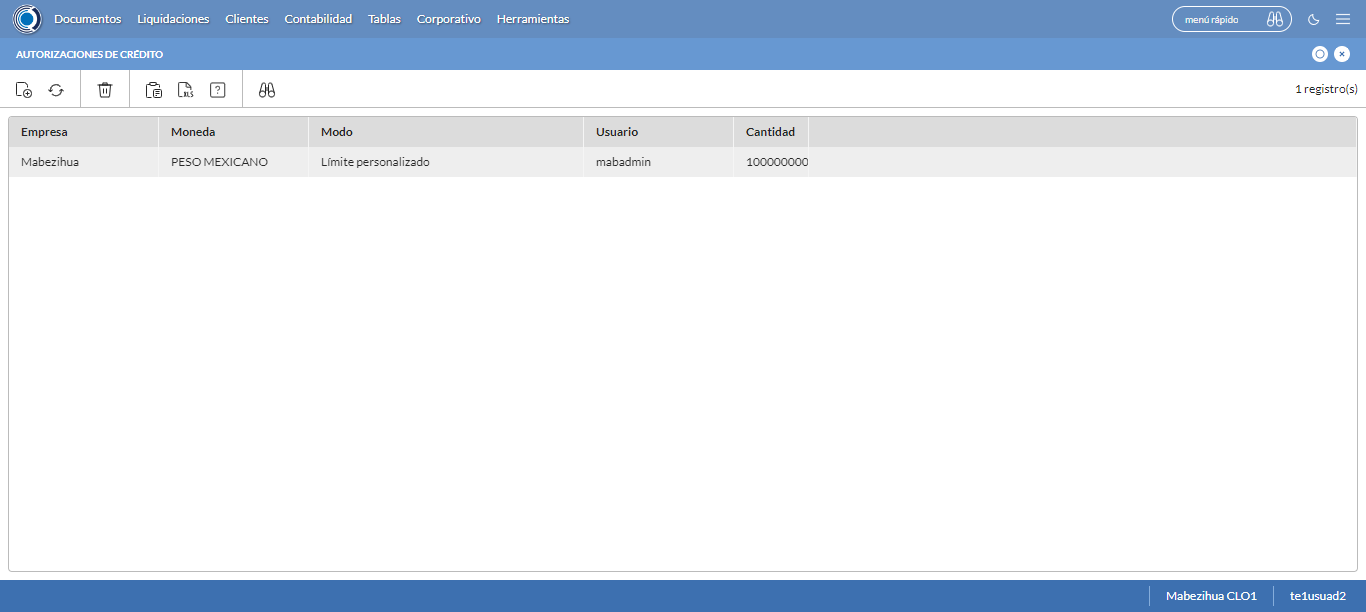 Documentos Liquidaciones Clientes Contabilidad Tablas Corporativo Herramientas menú rápido
AUTORIZACIONES DE CRÉDITO
XLS ? 1 registro(s)
Empresa Moneda Modo Usuario Cantidad
Mabezihua PESO MEXICANO Límite personalizado mabadmin 100000000
Mabezihua CLO1 te1usuad2